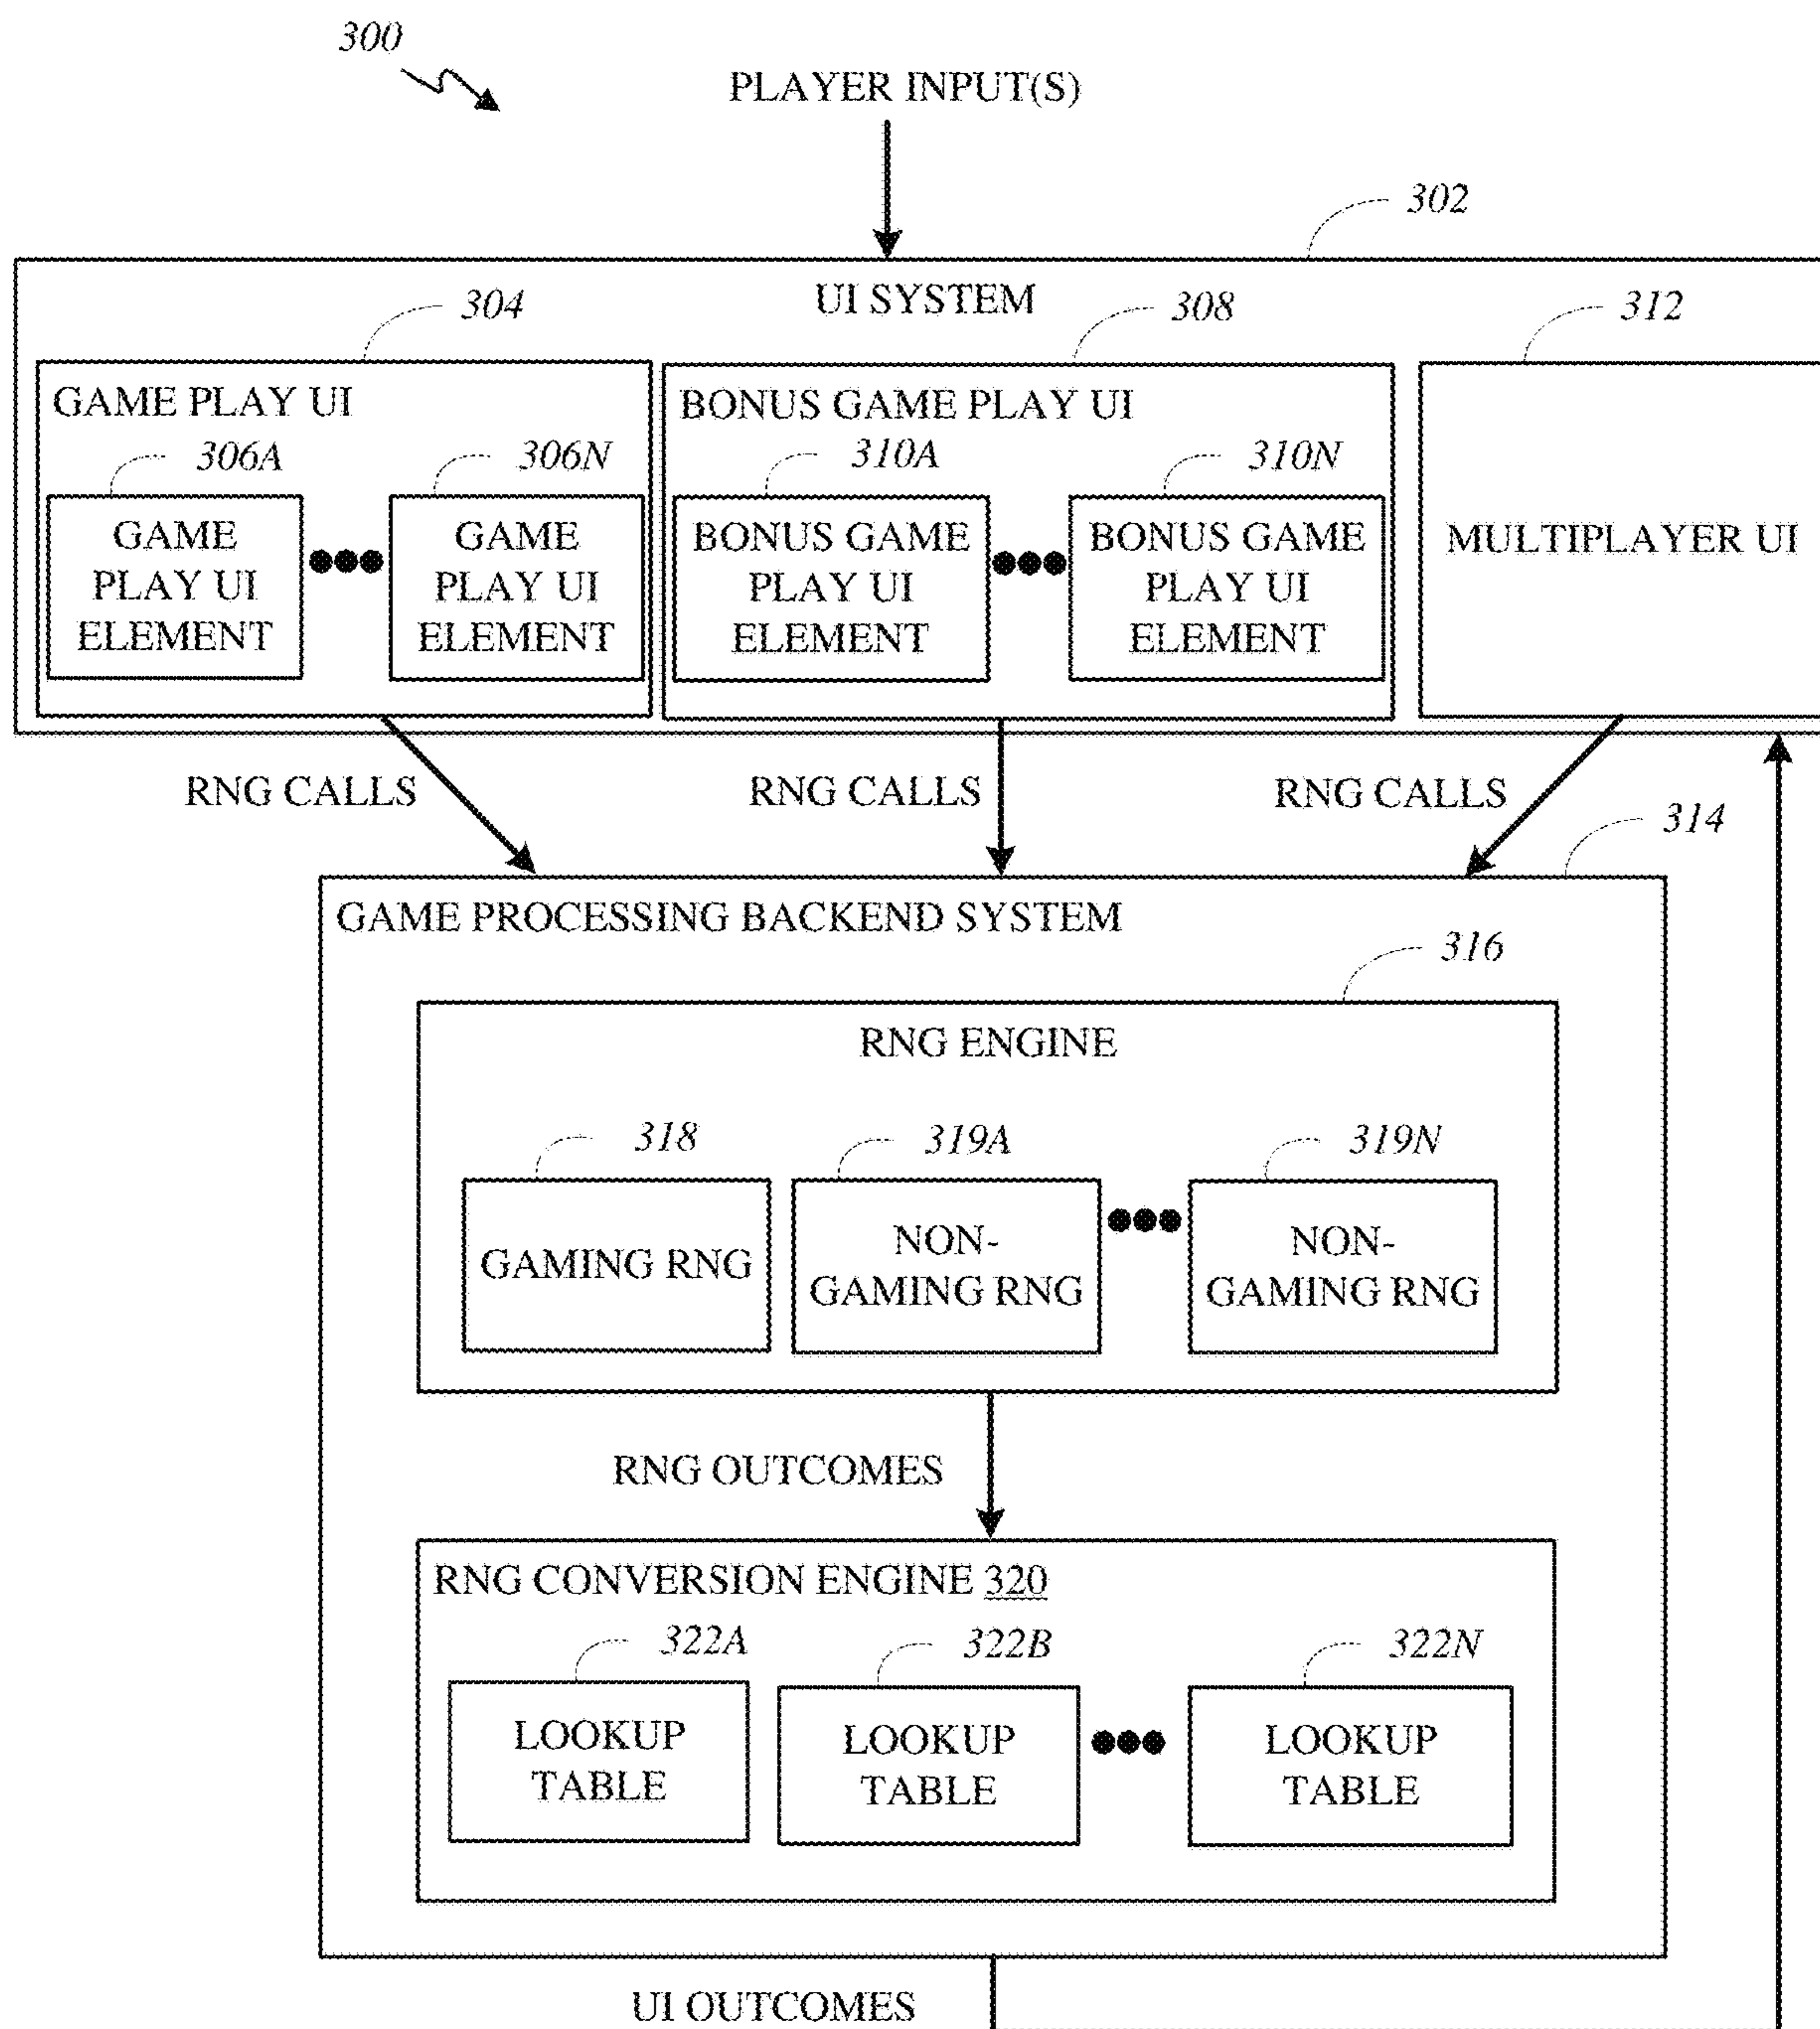 300
PLAYER INPUT(S)
302
UI SYSTEM
304
308
312
GAME PLAY UI
BONUS GAME PLAY UI
306A
306N
310A
310N
GAME
PLAY UI
ELEMENT
GAME
PLAY UI
ELEMENT
BONUS GAME
PLAY UI
ELEMENT
BONUS GAME
PLAY UI
ELEMENT
MULTIPLAYER UI
RNG CALLS
RNG CALLS
RNG CALLS
314
GAME PROCESSING BACKEND SYSTEM
316
RNG ENGINE
318
319A
319N
GAMING RNG
NON-
GAMING RNG
NON-
GAMING RNG
RNG OUTCOMES
RNG CONVERSION ENGINE 320
322A
322B
322N
LOOKUP
TABLE
LOOKUP
TABLE
LOOKUP
TABLE
UI OUTCOMES